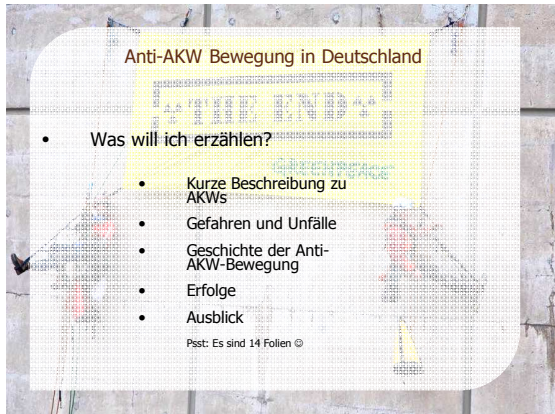 Anti-AKW Bewegung in Deutschland
"THE END"
GREENPEACE
• Was will ich erzählen?
• Kurze Beschreibung zu
AKWs
• Gefahren und Unfälle
• Geschichte der Anti-
AKW-Bewegung
• Erfolge
• Ausblick
Psst: Es sind 14 Folien ☺